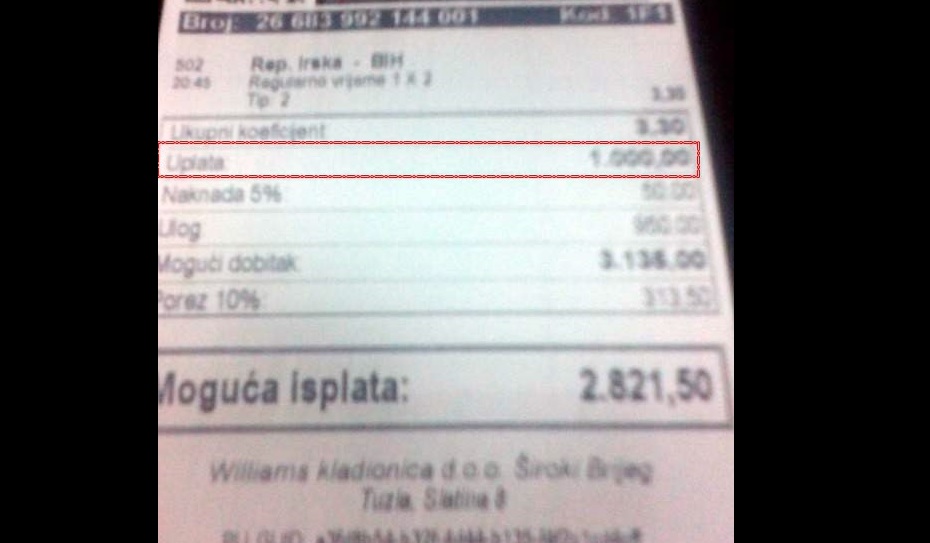 Broj: 26 683 992 144 001 Kod: 1F1
502 Rep. Irska - BIH
20:45 Regularno vrijeme 1 X 2
Tip: 2 3,30
Ukupni koeficijent 3,30
Uplata: 1.000,00
Naknada 5% 50,00
Ulog 950,00
Mogući dobitak: 3.135,00
Porez 10% 313,50
Moguća isplata: 2.821,50
Williams kladionica d.o.o. Široki Brijeg
Tuzla, Slatina 8